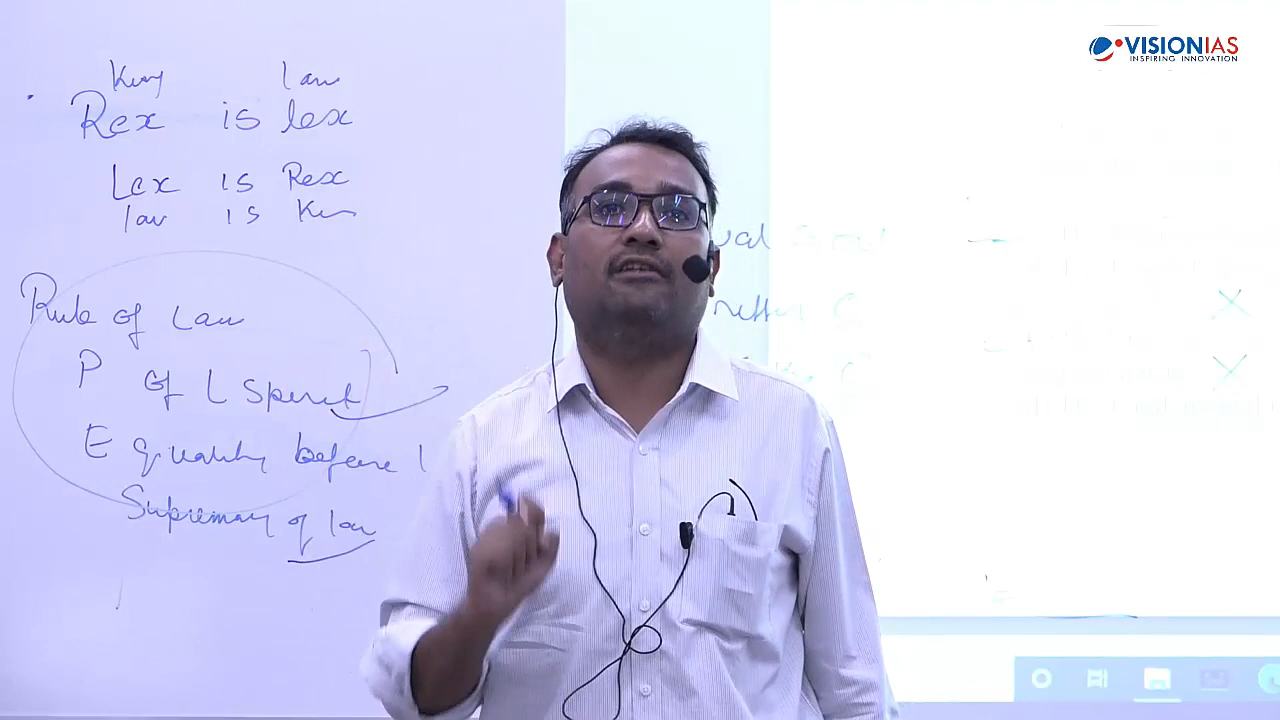 King law
Rex is lex
Lex is Rex
law is Kin
Rule of Law
P of L Spirit
Equality before l
Supremacy of law
VISIONIAS
INSPIRING INNOVATION